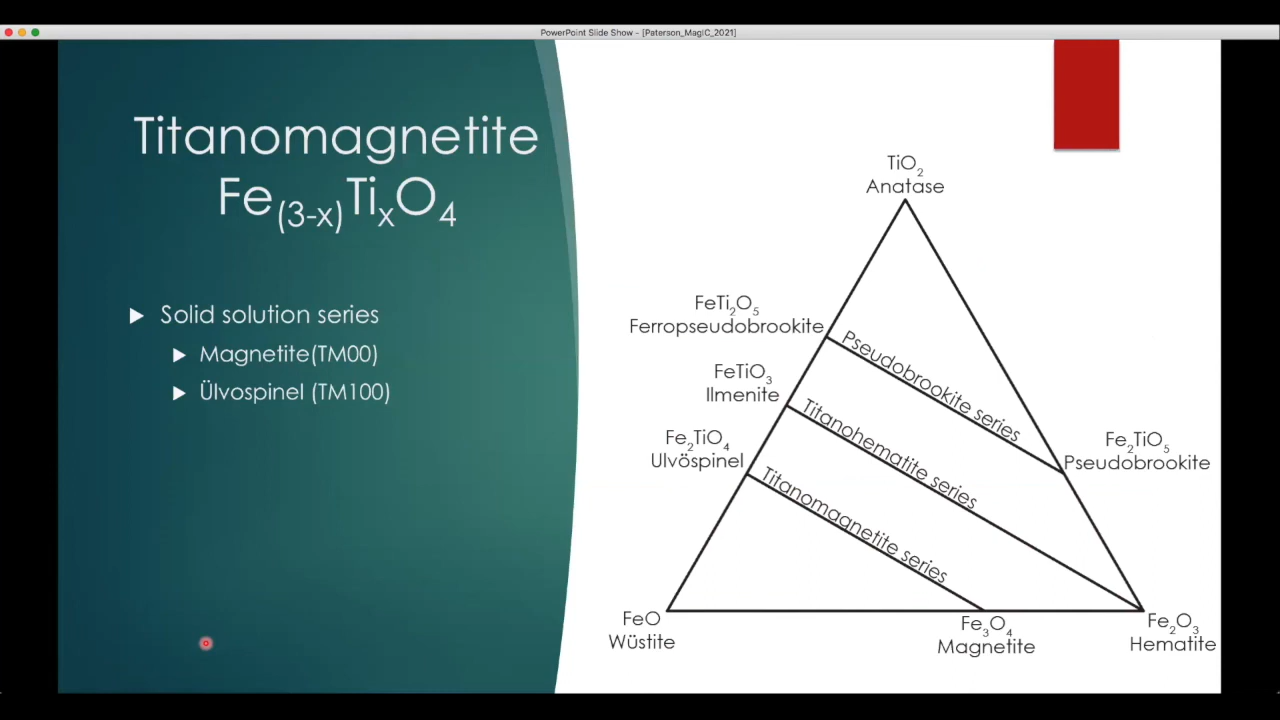 PowerPoint Slide Show - [Paterson_MagIC_2021]
Titanomagnetite
Fe(3-x)TixO4
Solid solution series
Magnetite(TM00)
Ülvospinel (TM100)
TiO2
Anatase
FeTi2O5
Ferropseudobrookite
Pseudobrookite series
FeTiO3
Ilmenite
Titanohematite series
Fe2TiO4
Ulvöspinel
Titanomagnetite series
Fe2TiO5
Pseudobrookite
FeO
Wüstite
Fe3O4
Magnetite
Fe2O3
Hematite